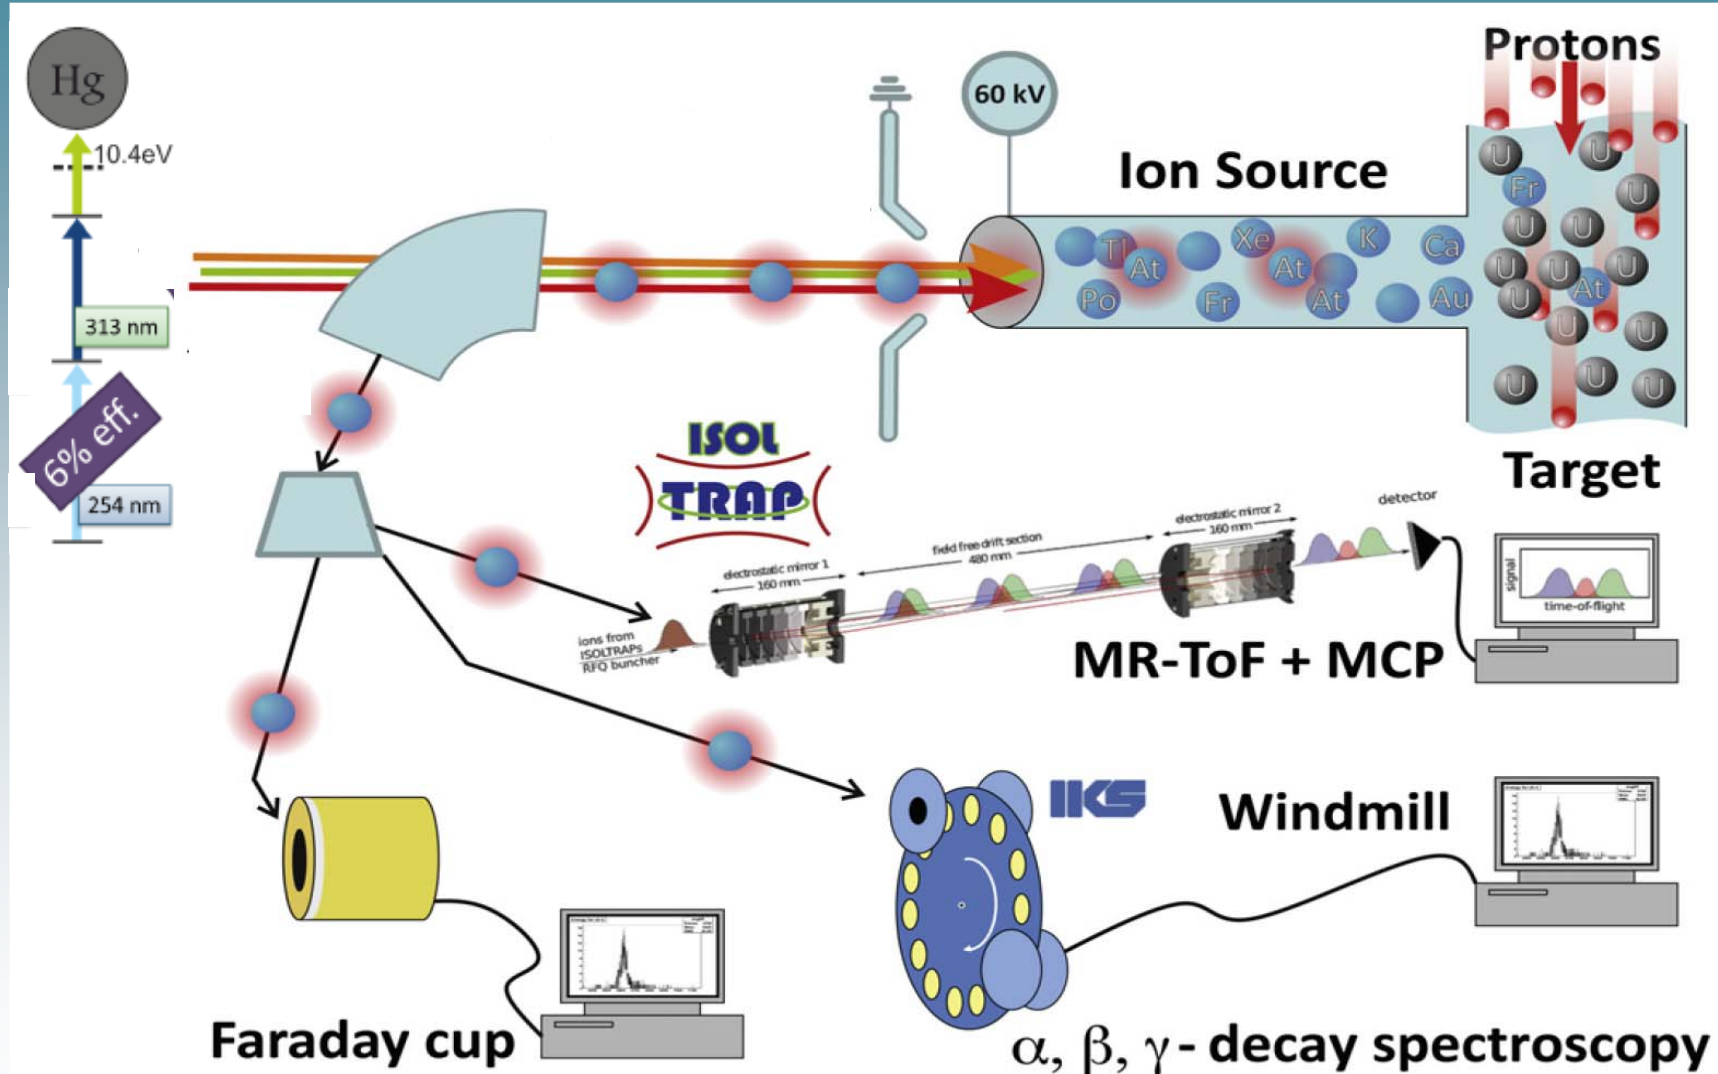 Hg
10.4eV
313 nm
6% eff.
254 nm
60 kV
Protons
Ion Source
Tl
At
Xe
At
K
Ca
Po
Fr
At
Au
U
U
Fr
U
U
U
U
U
U
U
At
U
U
U
U
U
Target
ISOL
TRAP
ions from
ISOLTRAPs
RFQ buncher
electrostatic mirror 1
160 mm
field free drift section
480 mm
electrostatic mirror 2
160 mm
detector
signal
time-of-flight
MR-ToF + MCP
IKS
Windmill
Faraday cup
α, β, γ - decay spectroscopy